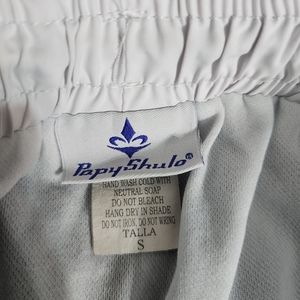 PapyShulo®
HAND WASH COLD WITH
NEUTRAL SOAP
DO NOT BLEACH
HANG DRY IN SHADE
DO NOT IRON, DO NOT WRING
TALLA
S